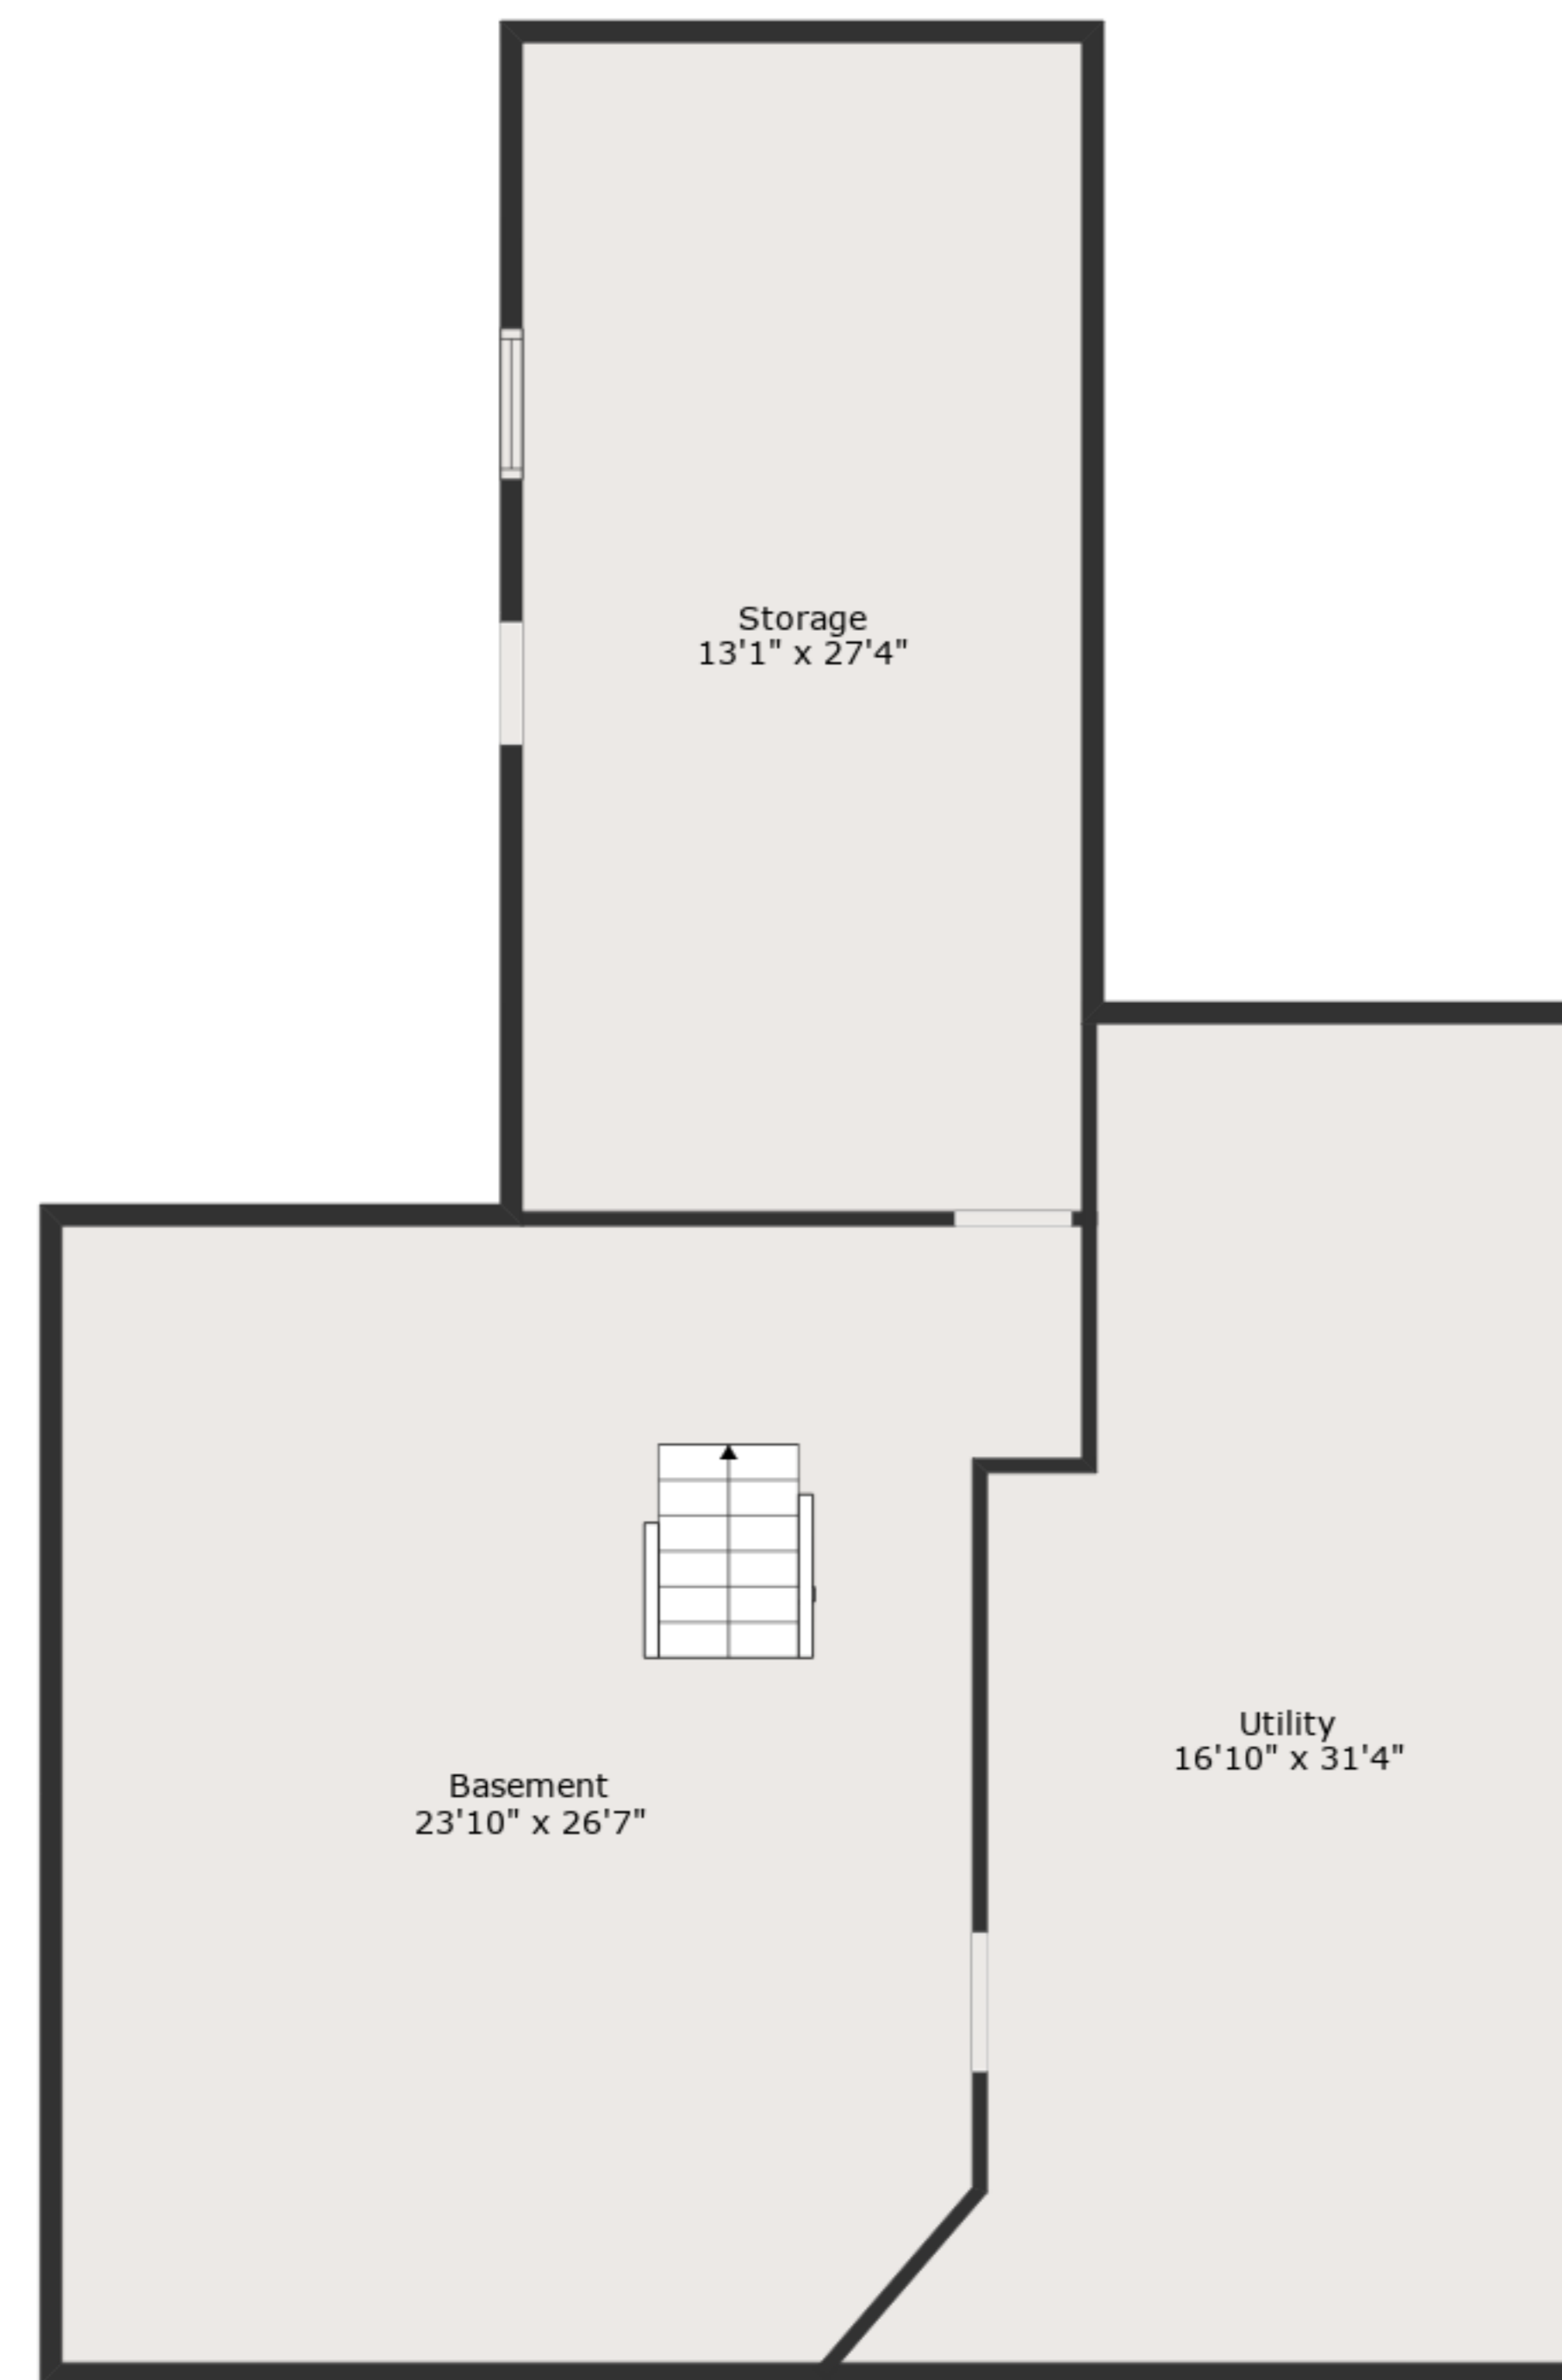 Storage
13'1" x 27'4"
Utility
16'10" x 31'4"
Basement
23'10" x 26'7"